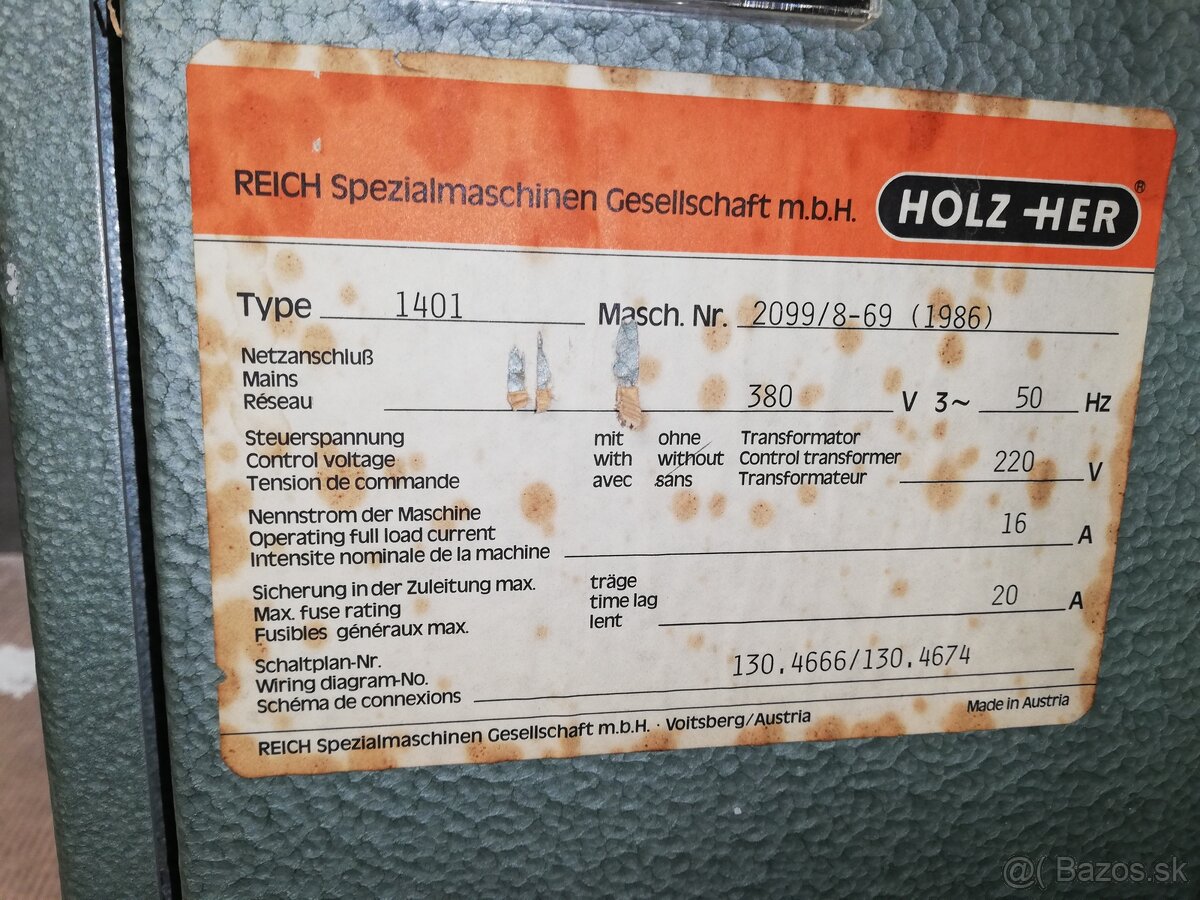 REICH Spezialmaschinen Gesellschaft m.b.H. HOLZ-HER®
Type 1401 Masch. Nr. 2099/8-69 (1986)
Netzanschluß
Mains
Réseau 380 V 3~ 50 Hz
Steuerspannung mit ohne Transformator
Control voltage with without Control transformer 220 V
Tension de commande avec sans Transformateur
Nennstrom der Maschine
Operating full load current 16 A
Intensite nominale de la machine
Sicherung in der Zuleitung max. träge
Max. fuse rating time lag 20 A
Fusibles généraux max. lent
Schaltplan-Nr.
Wiring diagram-No. 130.4666/130.4674
Schéma de connexions
REICH Spezialmaschinen Gesellschaft m.b.H. · Voitsberg/Austria Made in Austria
@( Bazos.sk